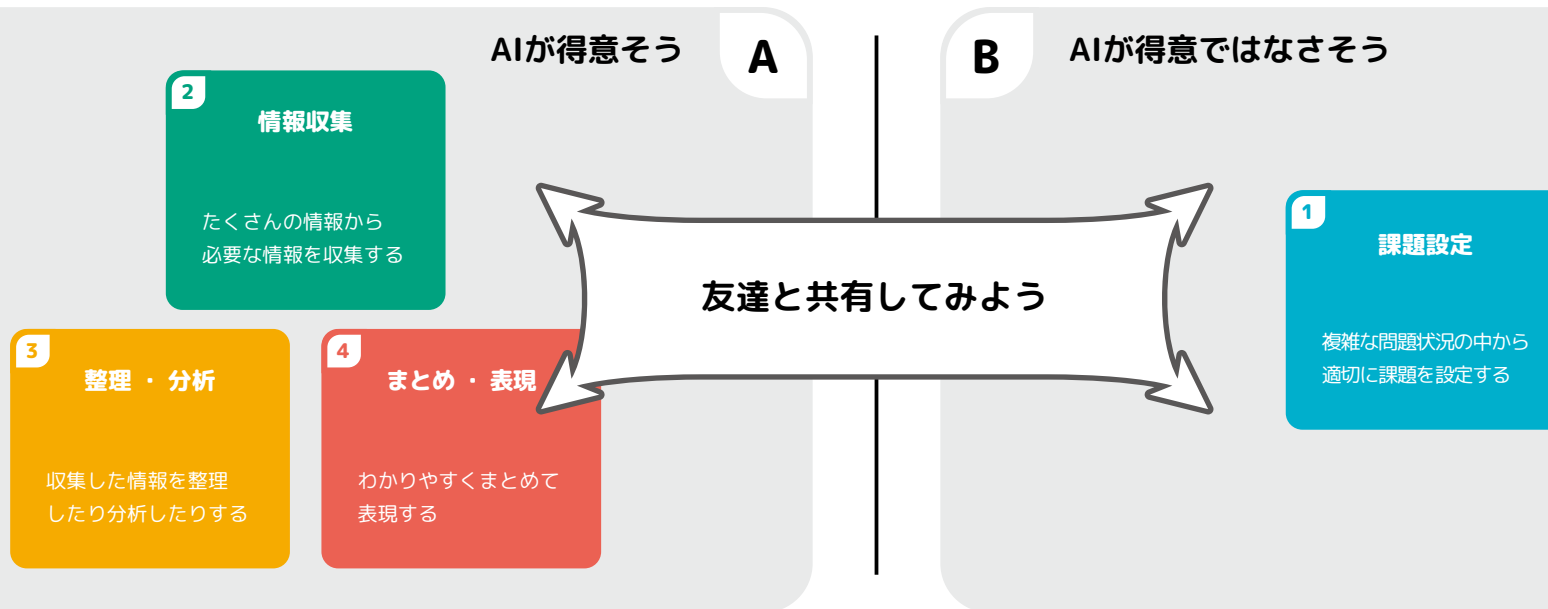 AIが得意そう
A
B
AIが得意ではなさそう
2
情報収集
たくさんの情報から
必要な情報を収集する
3
整理 ・ 分析
収集した情報を整理
したり分析したりする
4
まとめ ・ 表現
わかりやすくまとめて
表現する
友達と共有してみよう
1
課題設定
複雑な問題状況の中から
適切に課題を設定する